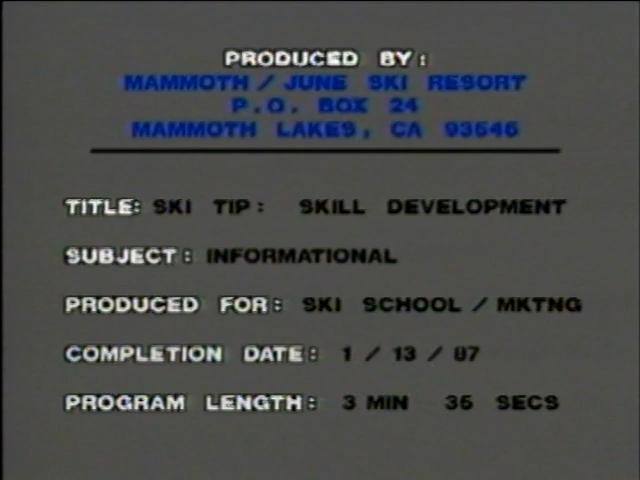 PRODUCED BY:
MAMMOTH / JUNE SKI RESORT
P.O. BOX 24
MAMMOTH LAKES, CA 93546
TITLE: SKI TIP: SKILL DEVELOPMENT
SUBJECT: INFORMATIONAL
PRODUCED FOR: SKI SCHOOL / MKTNG
COMPLETION DATE: 1 / 13 / 87
PROGRAM LENGTH: 3 MIN 35 SECS